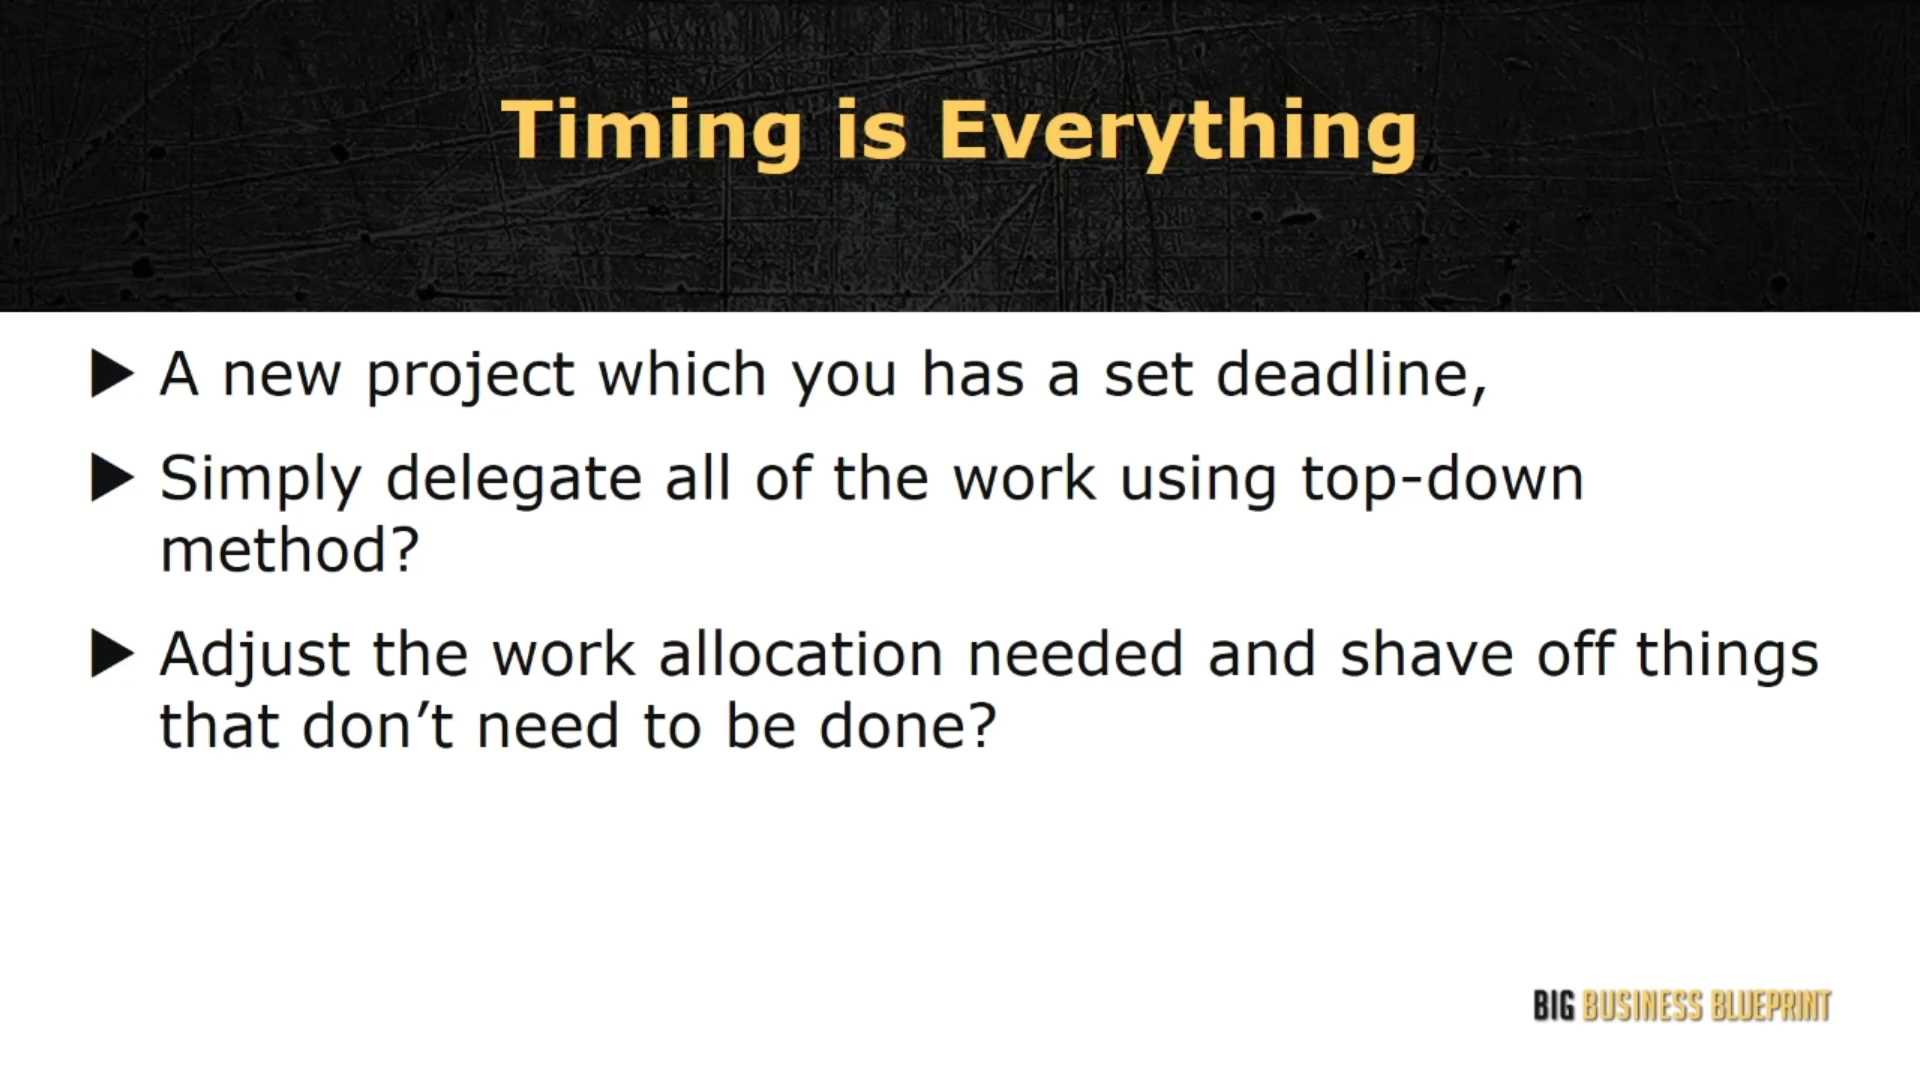 Timing is Everything
▶ A new project which you has a set deadline,
▶ Simply delegate all of the work using top-down
method?
▶ Adjust the work allocation needed and shave off things
that don’t need to be done?
BIG BUSINESS BLUEPRINT